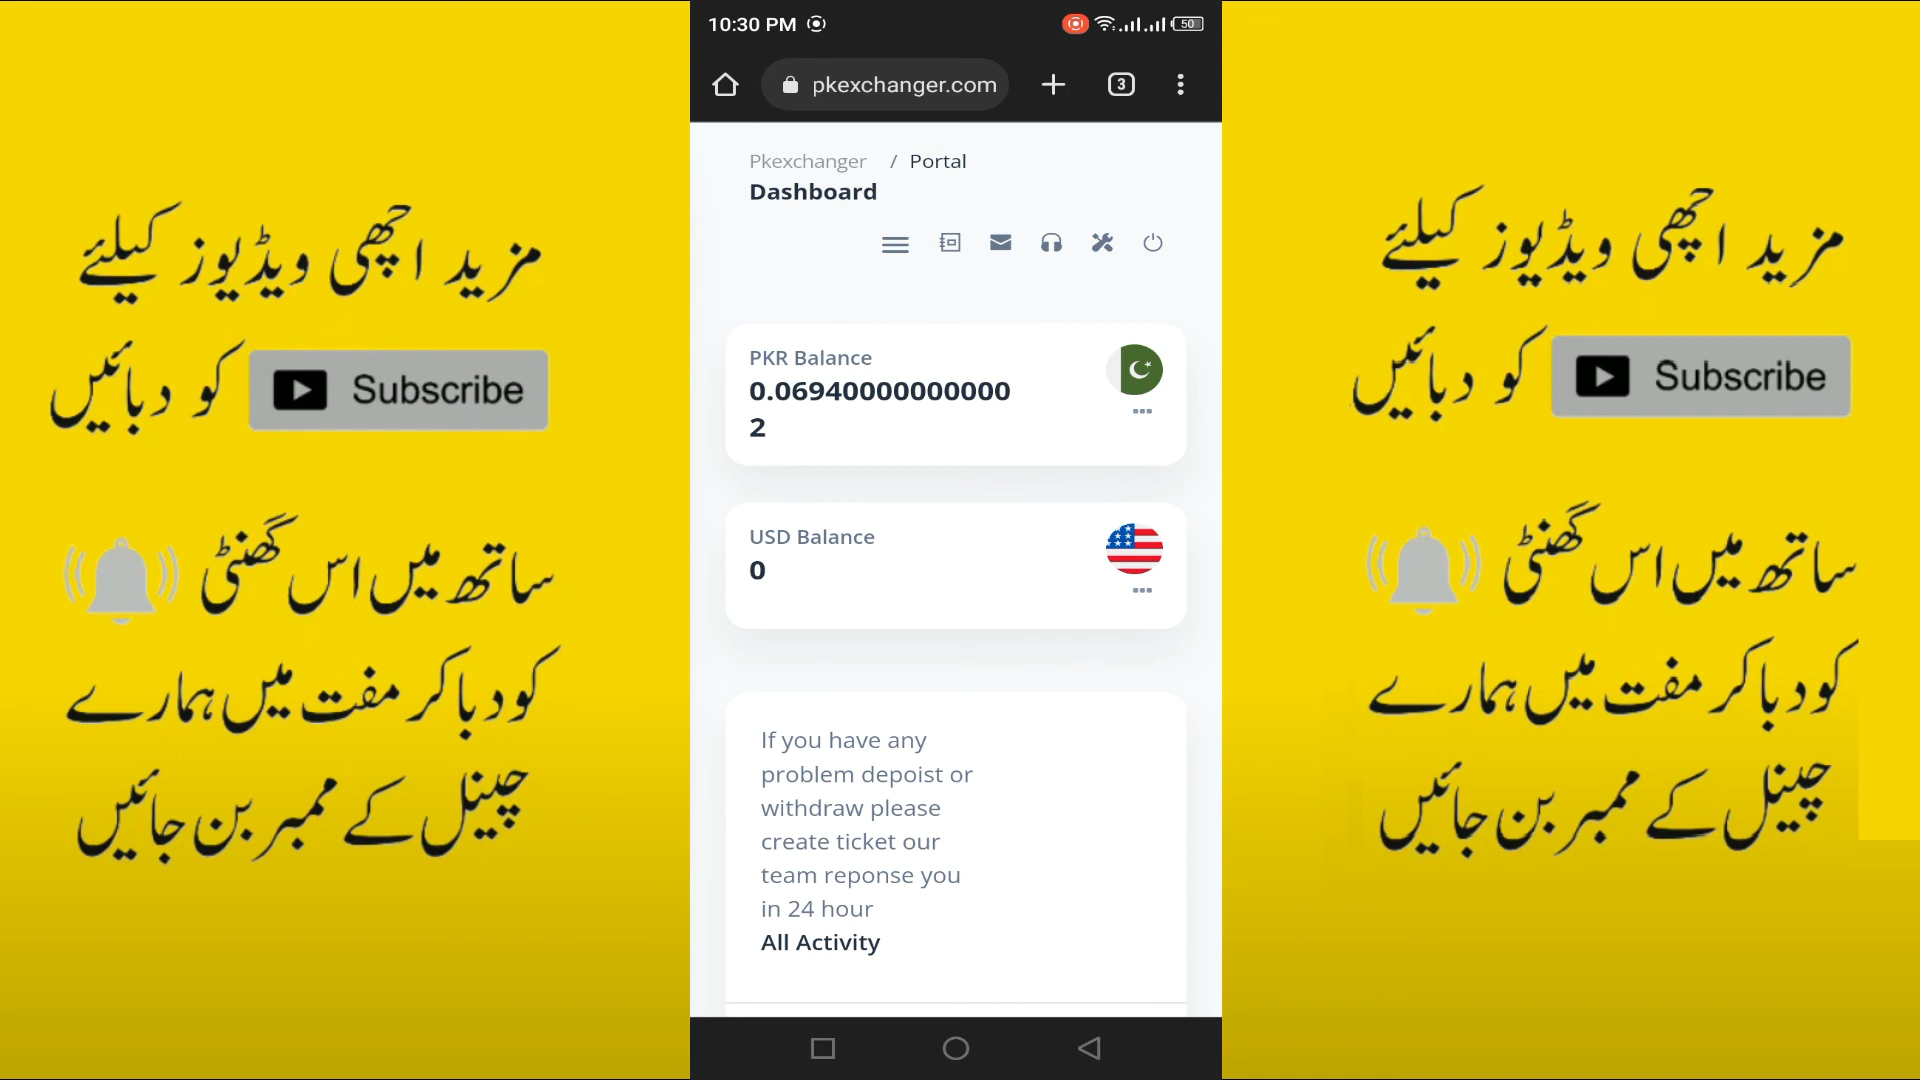 مزید اچھی ویڈیوز کیلئے
کو دبائیں Subscribe
ساتھ میں اس گھنٹی
کو دبا کر مفت میں ہمارے
چینل کے ممبر بن جائیں
10:30 PM
50
pkexchanger.com
3
Pkexchanger / Portal
Dashboard
PKR Balance
0.06940000000000
2
USD Balance
0
If you have any
problem depoist or
withdraw please
create ticket our
team reponse you
in 24 hour
All Activity
مزید اچھی ویڈیوز کیلئے
کو دبائیں Subscribe
ساتھ میں اس گھنٹی
کو دبا کر مفت میں ہمارے
چینل کے ممبر بن جائیں